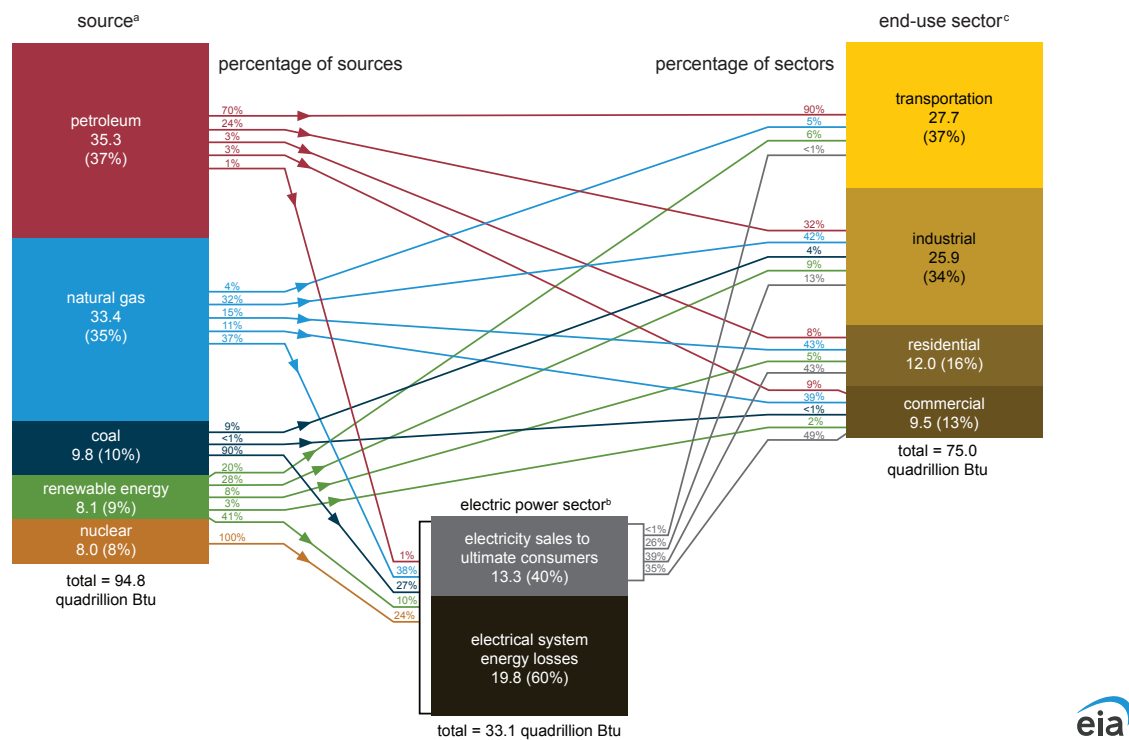 sourceᵃ
end-use sectorᶜ
percentage of sources
percentage of sectors
petroleum
35.3
(37%)
70%
24%
3%
3%
1%
natural gas
33.4
(35%)
4%
32%
15%
11%
37%
coal
9.8 (10%)
9%
<1%
90%
renewable energy
8.1 (9%)
20%
28%
8%
3%
41%
nuclear
8.0 (8%)
100%
total = 94.8
quadrillion Btu
electric power sectorᵇ
1%
38%
27%
10%
24%
electricity sales to
ultimate consumers
13.3 (40%)
electrical system
energy losses
19.8 (60%)
total = 33.1 quadrillion Btu
<1%
26%
39%
35%
90%
5%
6%
<1%
transportation
27.7
(37%)
32%
42%
4%
9%
13%
industrial
25.9
(34%)
8%
43%
5%
43%
residential
12.0 (16%)
9%
39%
<1%
2%
49%
commercial
9.5 (13%)
total = 75.0
quadrillion Btu
eia